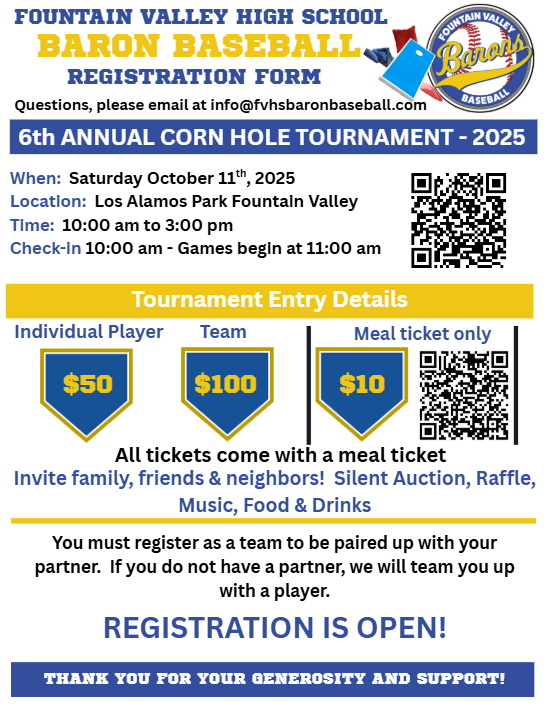 FOUNTAIN VALLEY HIGH SCHOOL
BARON BASEBALL
REGISTRATION FORM
FOUNTAIN VALLEY
Barons
BASEBALL
Questions, please email at info@fvhsbaronbaseball.com
6th ANNUAL CORN HOLE TOURNAMENT - 2025
When: Saturday October 11th, 2025
Location: Los Alamos Park Fountain Valley
Time: 10:00 am to 3:00 pm
Check-in 10:00 am - Games begin at 11:00 am
Tournament Entry Details
Individual Player Team Meal ticket only
$50 $100 $10
All tickets come with a meal ticket
Invite family, friends & neighbors! Silent Auction, Raffle,
Music, Food & Drinks
You must register as a team to be paired up with your
partner. If you do not have a partner, we will team you up
with a player.
REGISTRATION IS OPEN!
THANK YOU FOR YOUR GENEROSITY AND SUPPORT!